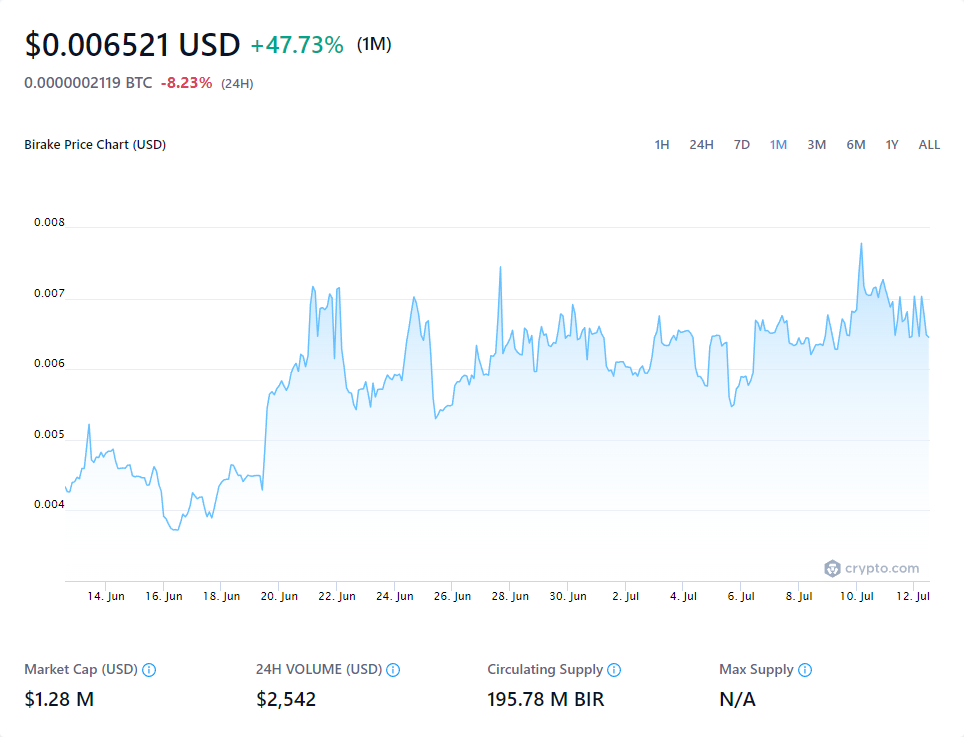 $0.006521 USD +47.73% (1M)
0.0000002119 BTC -8.23% (24H)
Birake Price Chart (USD) 1H 24H 7D 1M 3M 6M 1Y ALL
0.008
0.007
0.006
0.005
0.004
crypto.com
14. Jun 16. Jun 18. Jun 20. Jun 22. Jun 24. Jun 26. Jun 28. Jun 30. Jun 2. Jul 4. Jul 6. Jul 8. Jul 10. Jul 12. Jul
Market Cap (USD) 24H VOLUME (USD) Circulating Supply Max Supply
$1.28 M $2,542 195.78 M BIR N/A